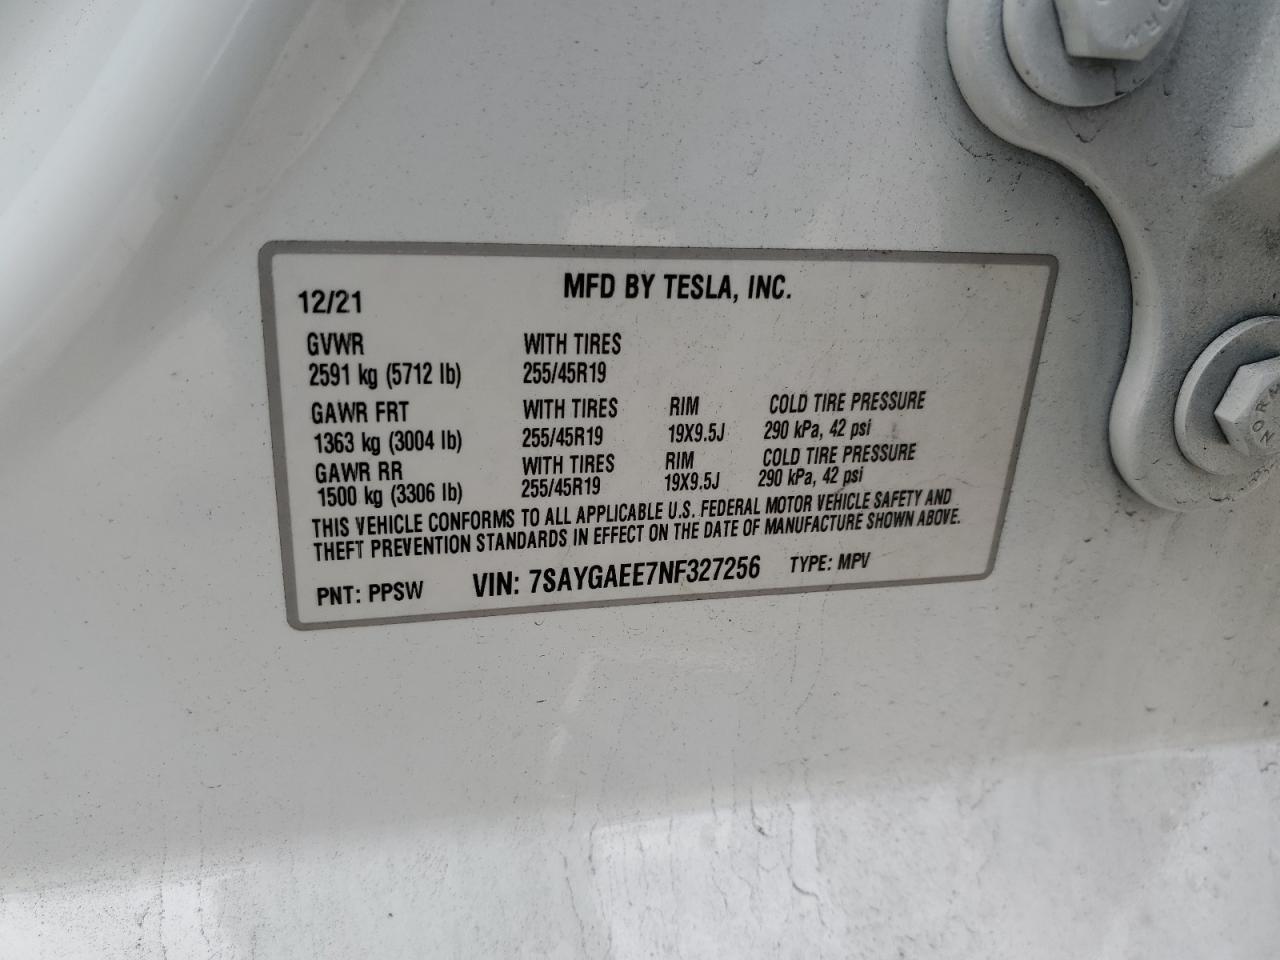 12/21 MFD BY TESLA, INC.
GVWR WITH TIRES
2591 kg (5712 lb) 255/45R19
GAWR FRT WITH TIRES RIM COLD TIRE PRESSURE
1363 kg (3004 lb) 255/45R19 19X9.5J 290 kPa, 42 psi
GAWR RR WITH TIRES RIM COLD TIRE PRESSURE
1500 kg (3306 lb) 255/45R19 19X9.5J 290 kPa, 42 psi
THIS VEHICLE CONFORMS TO ALL APPLICABLE U.S. FEDERAL MOTOR VEHICLE SAFETY AND
THEFT PREVENTION STANDARDS IN EFFECT ON THE DATE OF MANUFACTURE SHOWN ABOVE.
PNT: PPSW VIN: 7SAYGAEE7NF327256 TYPE: MPV